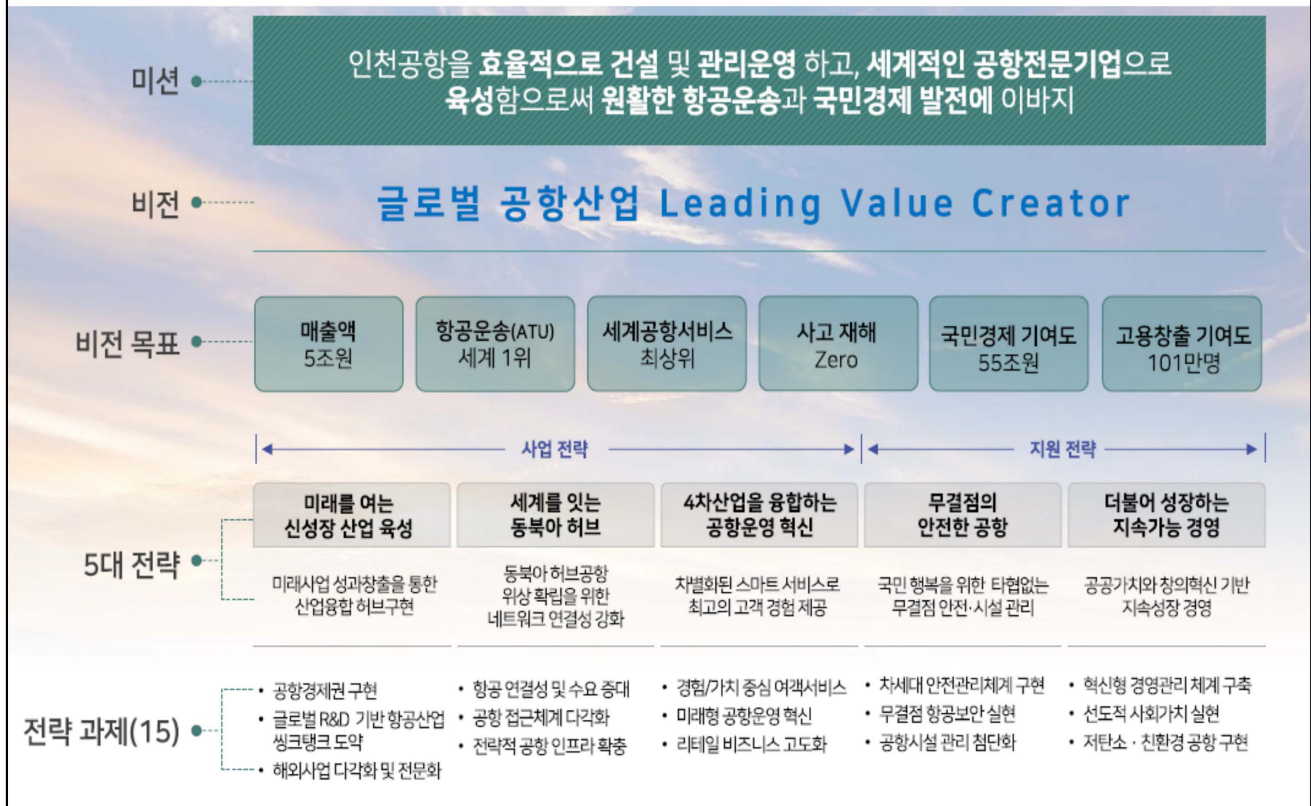 미션
인천공항을 효율적으로 건설 및 관리운영 하고, 세계적인 공항전문기업으로
육성함으로써 원활한 항공운송과 국민경제 발전에 이바지
비전
글로벌 공항산업 Leading Value Creator
비전 목표
매출액
5조원
항공운송(ATU)
세계 1위
세계공항서비스
최상위
사고 재해
Zero
국민경제 기여도
55조원
고용창출 기여도
101만명
사업 전략
지원 전략
5대 전략
미래를 여는
신성장 산업 육성
미래사업 성과창출을 통한
산업융합 허브구현
세계를 잇는
동북아 허브
동북아 허브공항
위상 확립을 위한
네트워크 연결성 강화
4차산업을 융합하는
공항운영 혁신
차별화된 스마트 서비스로
최고의 고객 경험 제공
무결점의
안전한 공항
국민 행복을 위한 타협없는
무결점 안전·시설 관리
더불어 성장하는
지속가능 경영
공공가치와 창의혁신 기반
지속성장 경영
전략 과제(15)
• 공항경제권 구현
• 글로벌 R&D 기반 항공산업
씽크탱크 도약
• 해외사업 다각화 및 전문화
• 항공 연결성 및 수요 증대
• 공항 접근체계 다각화
• 전략적 공항 인프라 확충
• 경험/가치 중심 여객서비스
• 미래형 공항운영 혁신
• 리테일 비즈니스 고도화
• 차세대 안전관리체계 구현
• 무결점 항공보안 실현
• 공항시설 관리 첨단화
• 혁신형 경영관리 체계 구축
• 선도적 사회가치 실현
• 저탄소 · 친환경 공항 구현